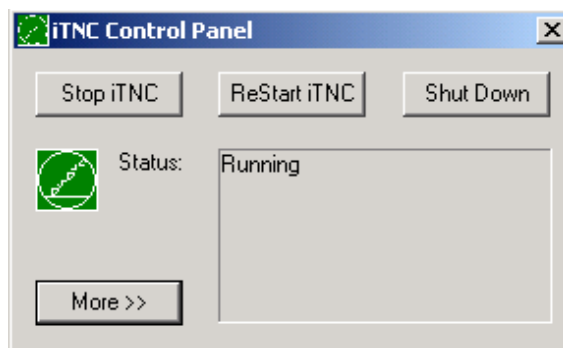 iTNC Control Panel
Stop iTNC
ReStart iTNC
Shut Down
Status:
Running
More >>